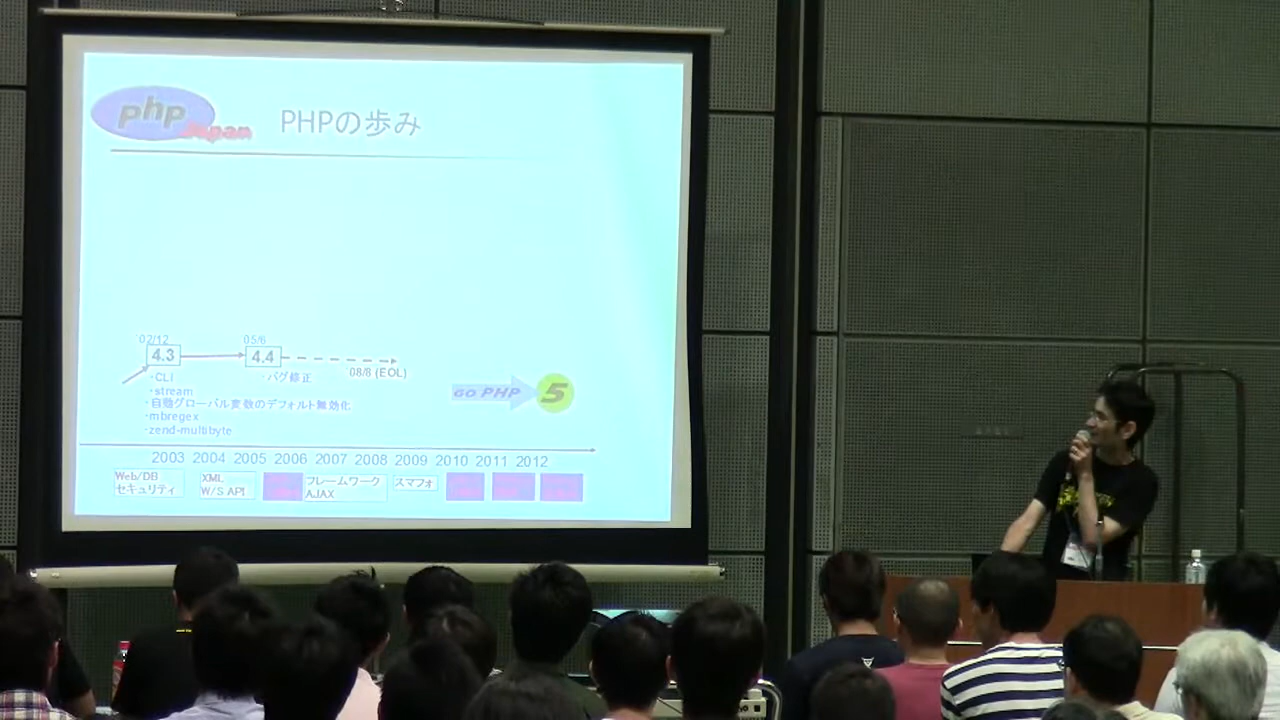 php
Japan
PHPの歩み
'02/12
05/6
4.3
4.4
'08/8 (EOL)
・CLI
・バグ修正
・stream
・自動グローバル変数のデフォルト無効化
・mbregex
・zend-multibyte
GO PHP 5
2003 2004 2005 2006 2007 2008 2009 2010 2011 2012
Web/DB
セキュリティ
XML
W/S API
フレームワーク
AJAX
スマフォ